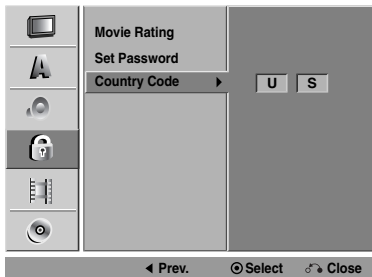 Movie Rating
Set Password
Country Code
U S
Prev. Select Close